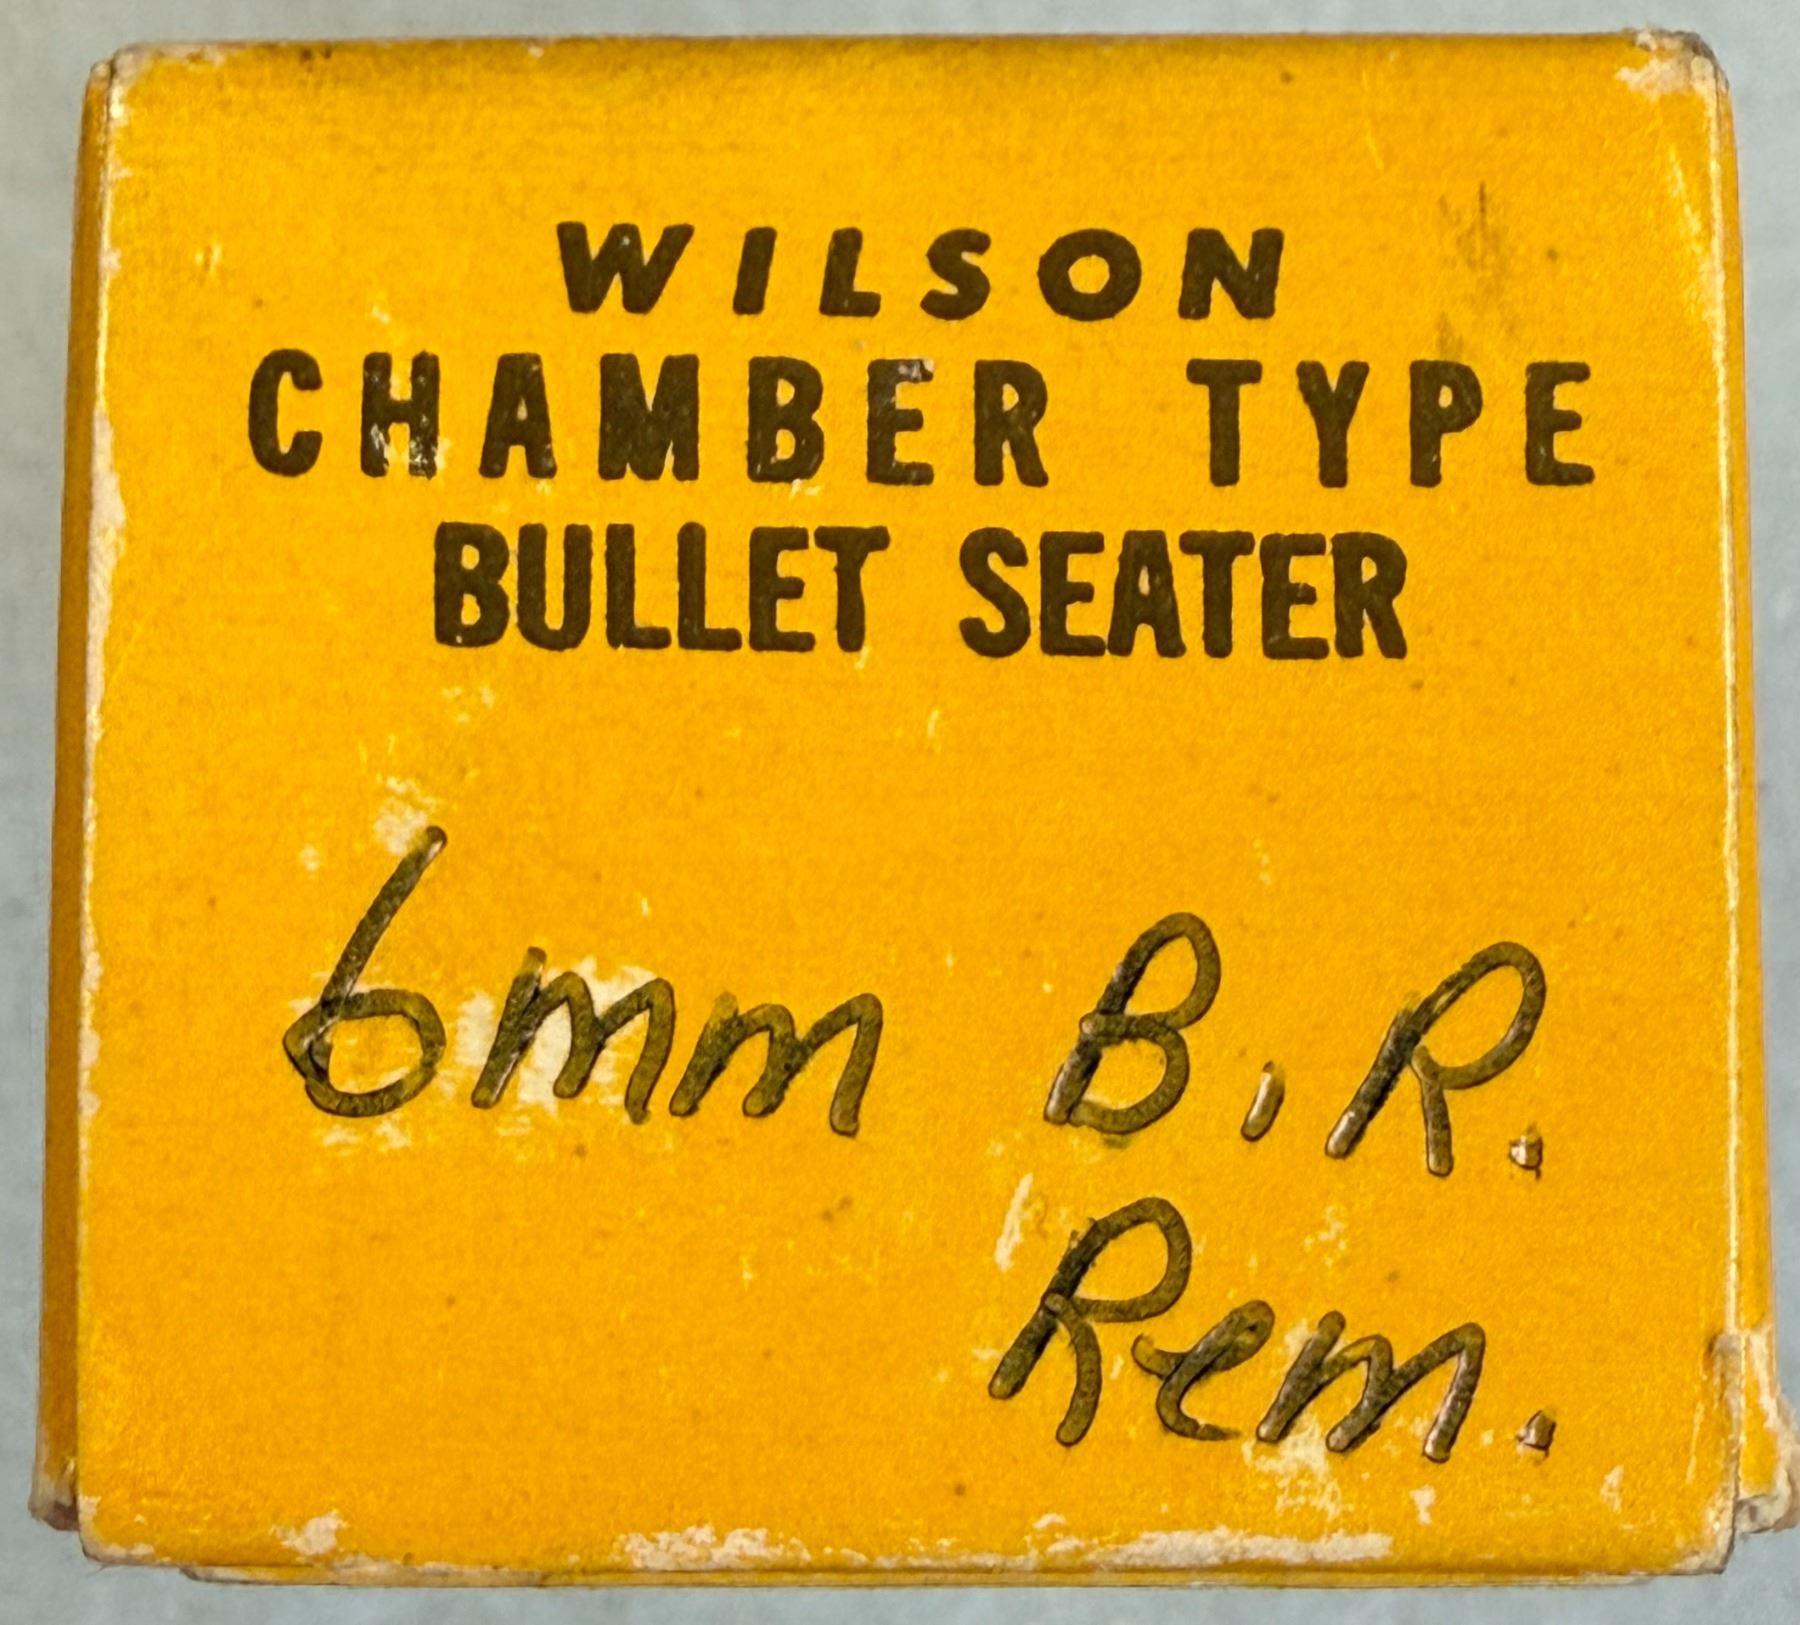 WILSON
CHAMBER TYPE
BULLET SEATER
6mm B.R.
Rem.